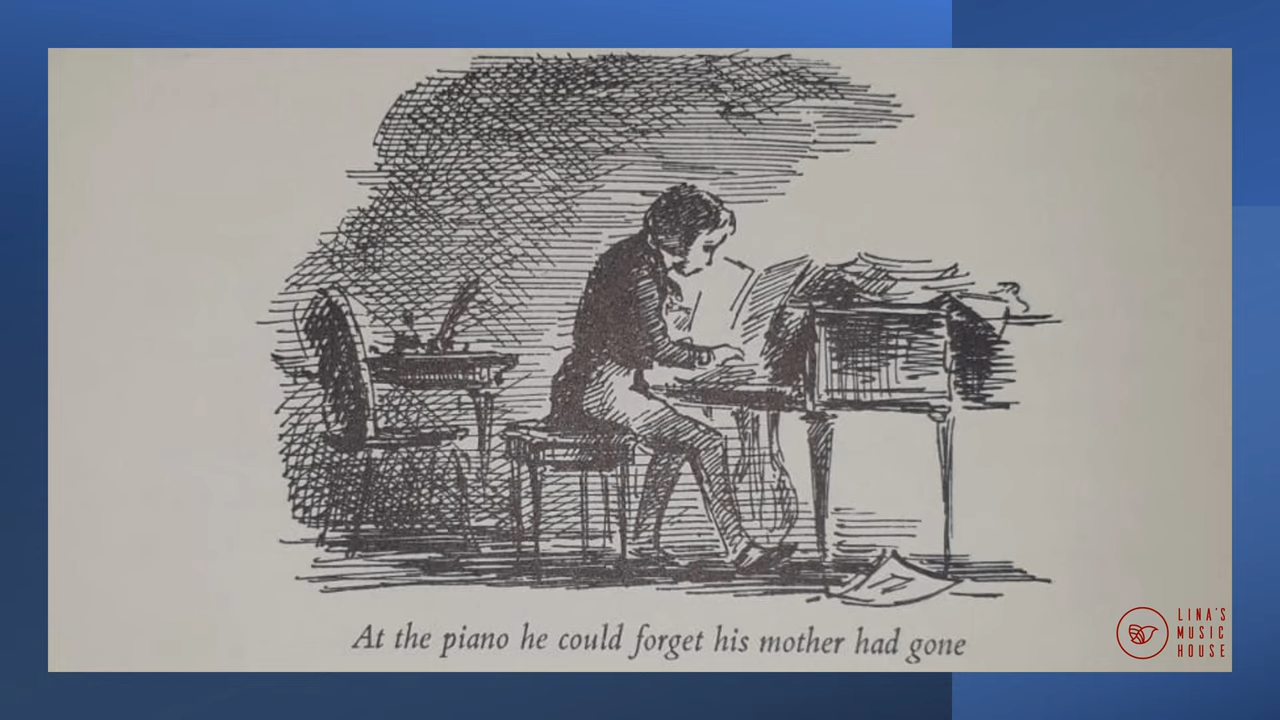 At the piano he could forget his mother had gone
LINA'S
MUSIC
HOUSE